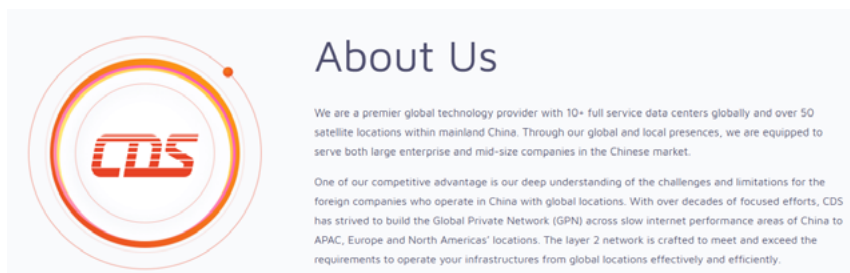 CDS
About Us
We are a premier global technology provider with 10+ full service data centers globally and over 50
satellite locations within mainland China. Through our global and local presences, we are equipped to
serve both large enterprise and mid-size companies in the Chinese market.
One of our competitive advantage is our deep understanding of the challenges and limitations for the
foreign companies who operate in China with global locations. With over decades of focused efforts, CDS
has strived to build the Global Private Network (GPN) across slow internet performance areas of China to
APAC, Europe and North Americas' locations. The layer 2 network is crafted to meet and exceed the
requirements to operate your infrastructures from global locations effectively and efficiently.